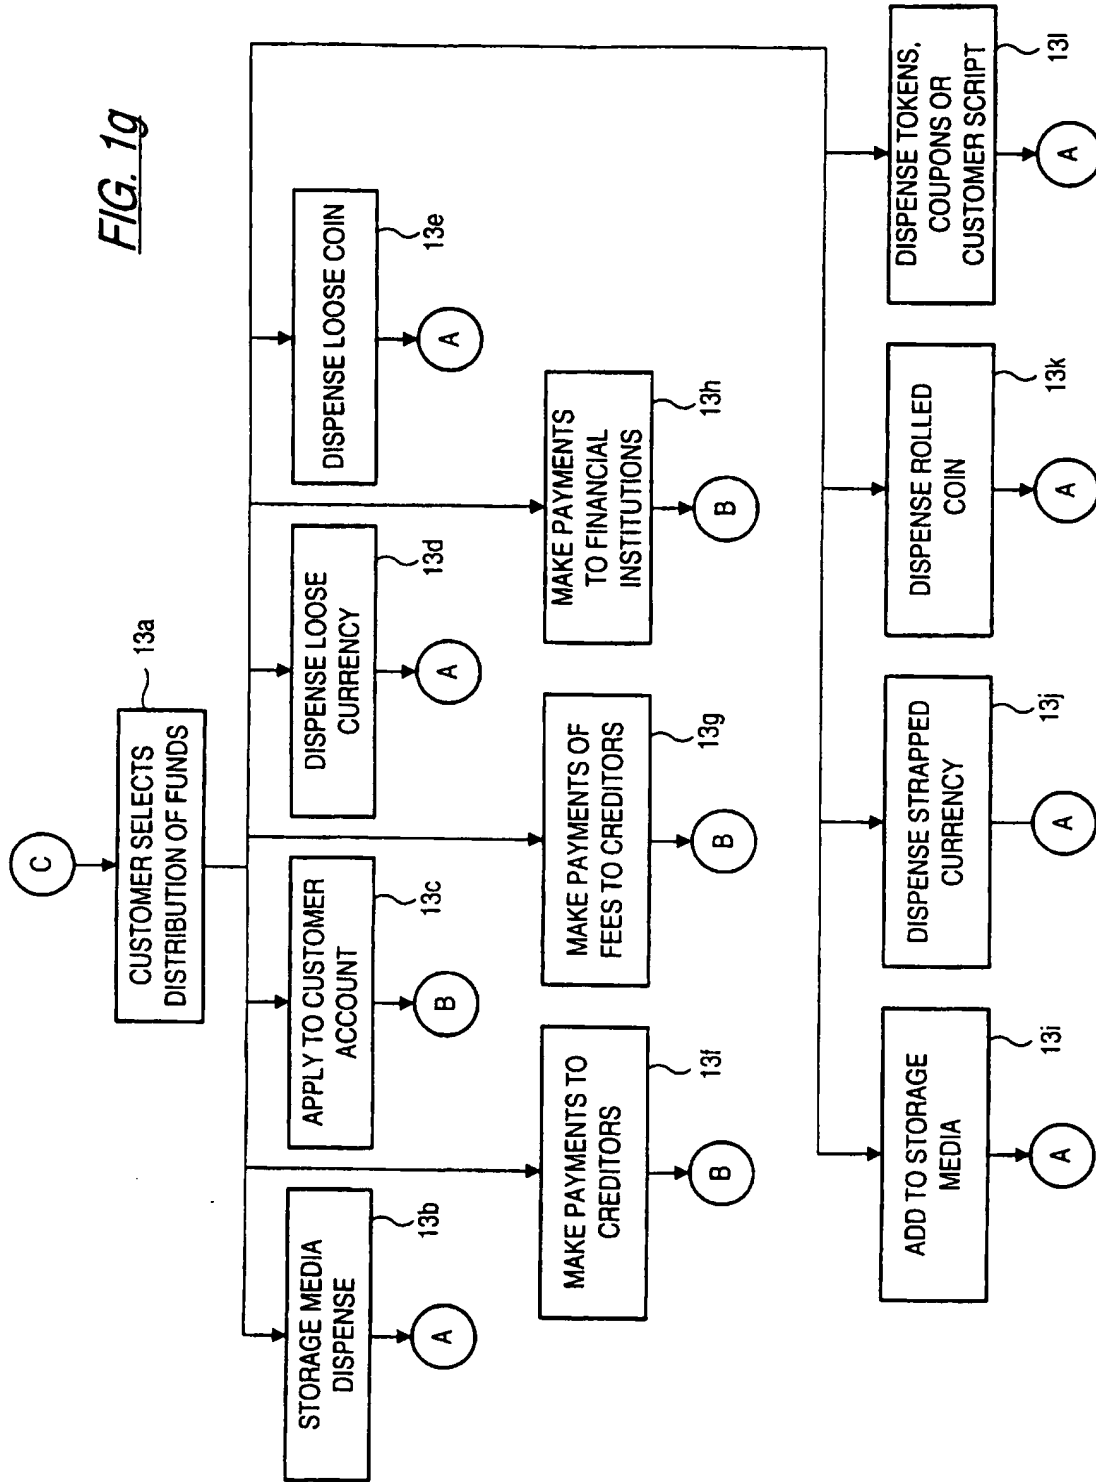 FIG. 1g
C
CUSTOMER SELECTS
DISTRIBUTION OF FUNDS
13a
STORAGE MEDIA
DISPENSE
13b
A
APPLY TO CUSTOMER
ACCOUNT
13c
B
DISPENSE LOOSE
CURRENCY
13d
A
DISPENSE LOOSE COIN
13e
A
MAKE PAYMENTS TO
CREDITORS
13f
B
MAKE PAYMENTS OF
FEES TO CREDITORS
13g
B
MAKE PAYMENTS
TO FINANCIAL
INSTITUTIONS
13h
B
ADD TO STORAGE
MEDIA
13i
A
DISPENSE STRAPPED
CURRENCY
13j
A
DISPENSE ROLLED
COIN
13k
A
DISPENSE TOKENS,
COUPONS OR
CUSTOMER SCRIPT
13l
A